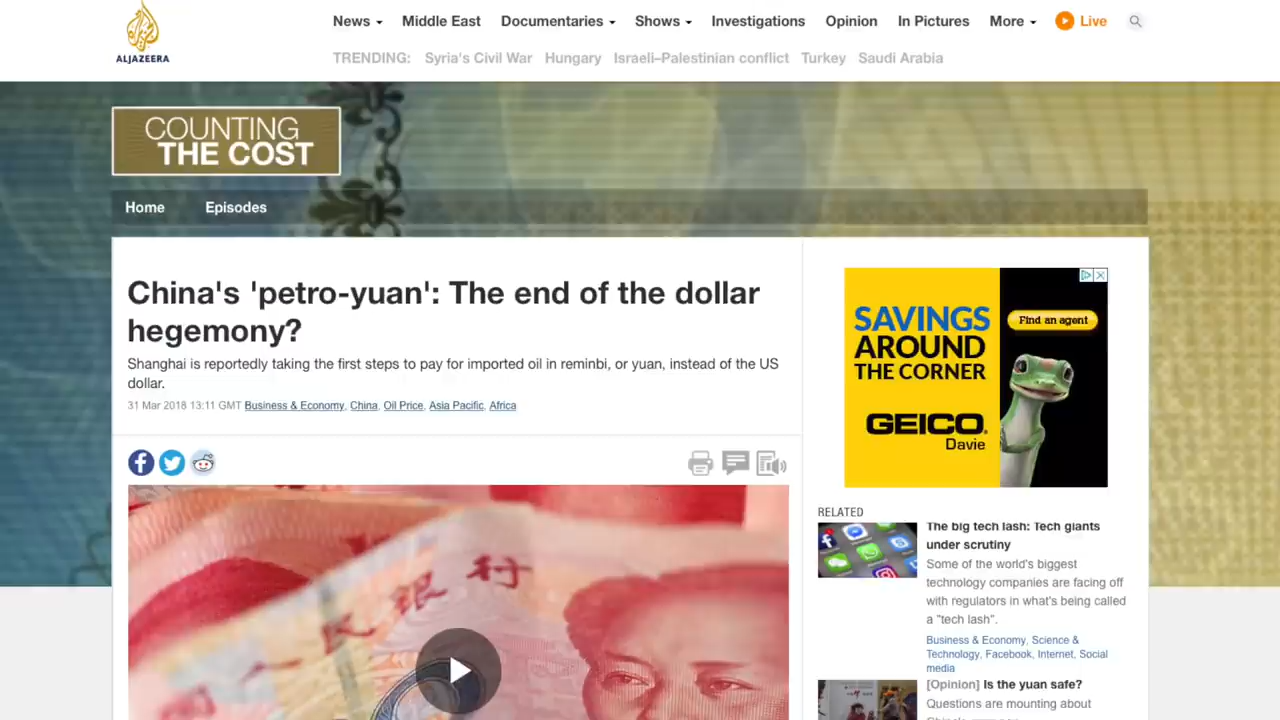 News Middle East Documentaries Shows Investigations Opinion In Pictures More Live
ALJAZEERA
TRENDING: Syria's Civil War Hungary Israeli–Palestinian conflict Turkey Saudi Arabia
COUNTING
THE COST
Home Episodes
China's 'petro-yuan': The end of the dollar
hegemony?
Shanghai is reportedly taking the first steps to pay for imported oil in reminbi, or yuan, instead of the US
dollar.
31 Mar 2018 13:11 GMT Business & Economy, China, Oil Price, Asia Pacific, Africa
民银行
SAVINGS
AROUND
THE CORNER
GEICO.
Davie
Find an agent
RELATED
The big tech lash: Tech giants
under scrutiny
Some of the world's biggest
technology companies are facing off
with regulators in what's being called
a "tech lash".
Business & Economy, Science &
Technology, Facebook, Internet, Social
media
[Opinion] Is the yuan safe?
Questions are mounting about